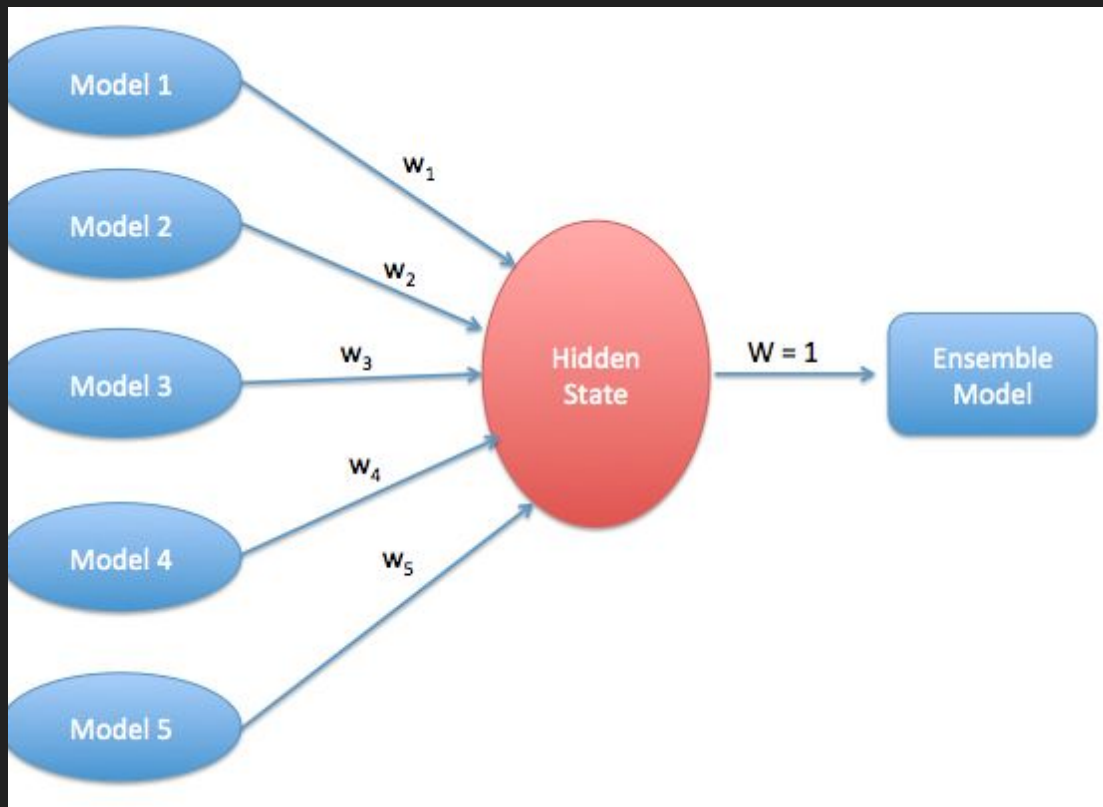 Model 1
w₁
Model 2
w₂
Model 3
w₃
Hidden
State
W = 1
Ensemble
Model
w₄
Model 4
w₅
Model 5